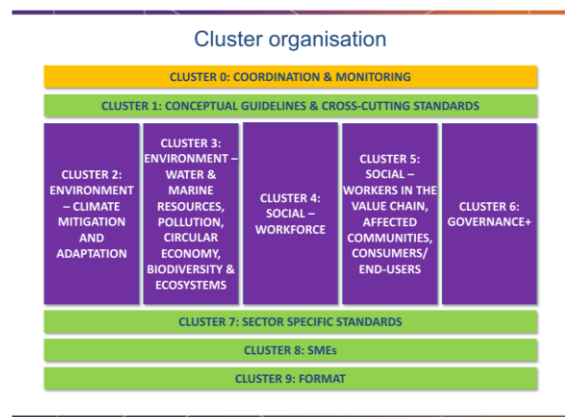 Cluster organisation
CLUSTER 0: COORDINATION & MONITORING
CLUSTER 1: CONCEPTUAL GUIDELINES & CROSS-CUTTING STANDARDS
CLUSTER 2:
ENVIRONMENT
– CLIMATE
MITIGATION
AND
ADAPTATION
CLUSTER 3:
ENVIRONMENT –
WATER &
MARINE
RESOURCES,
POLLUTION,
CIRCULAR
ECONOMY,
BIODIVERSITY &
ECOSYSTEMS
CLUSTER 4:
SOCIAL –
WORKFORCE
CLUSTER 5:
SOCIAL –
WORKERS IN THE
VALUE CHAIN,
AFFECTED
COMMUNITIES,
CONSUMERS/
END-USERS
CLUSTER 6:
GOVERNANCE+
CLUSTER 7: SECTOR SPECIFIC STANDARDS
CLUSTER 8: SMEs
CLUSTER 9: FORMAT